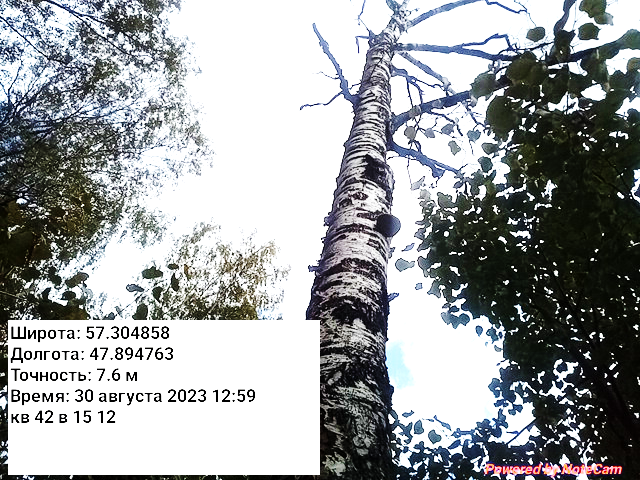 Широта: 57.304858
Долгота: 47.894763
Точность: 7.6 м
Время: 30 августа 2023 12:59
кв 42 в 15 12
Powered by NoteCam